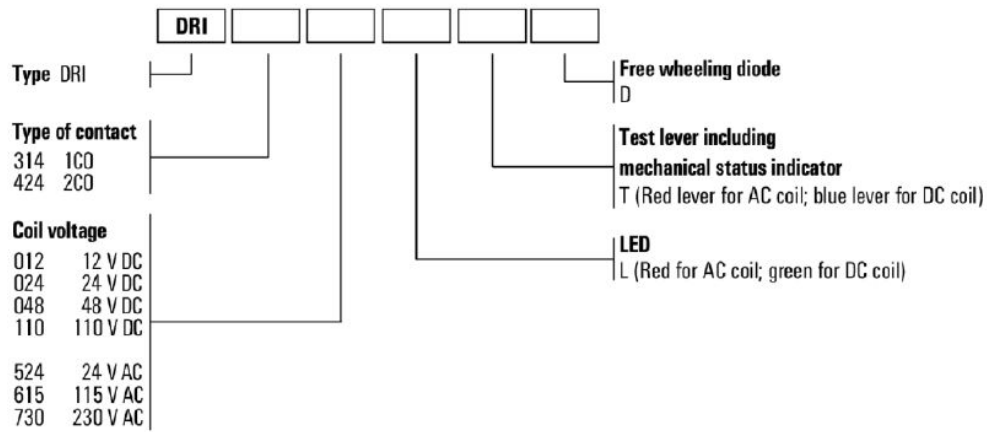 DRI
Type DRI
Type of contact
314 1CO
424 2CO
Coil voltage
012 12 V DC
024 24 V DC
048 48 V DC
110 110 V DC
524 24 V AC
615 115 V AC
730 230 V AC
Free wheeling diode
D
Test lever including
mechanical status indicator
T (Red lever for AC coil; blue lever for DC coil)
LED
L (Red for AC coil; green for DC coil)